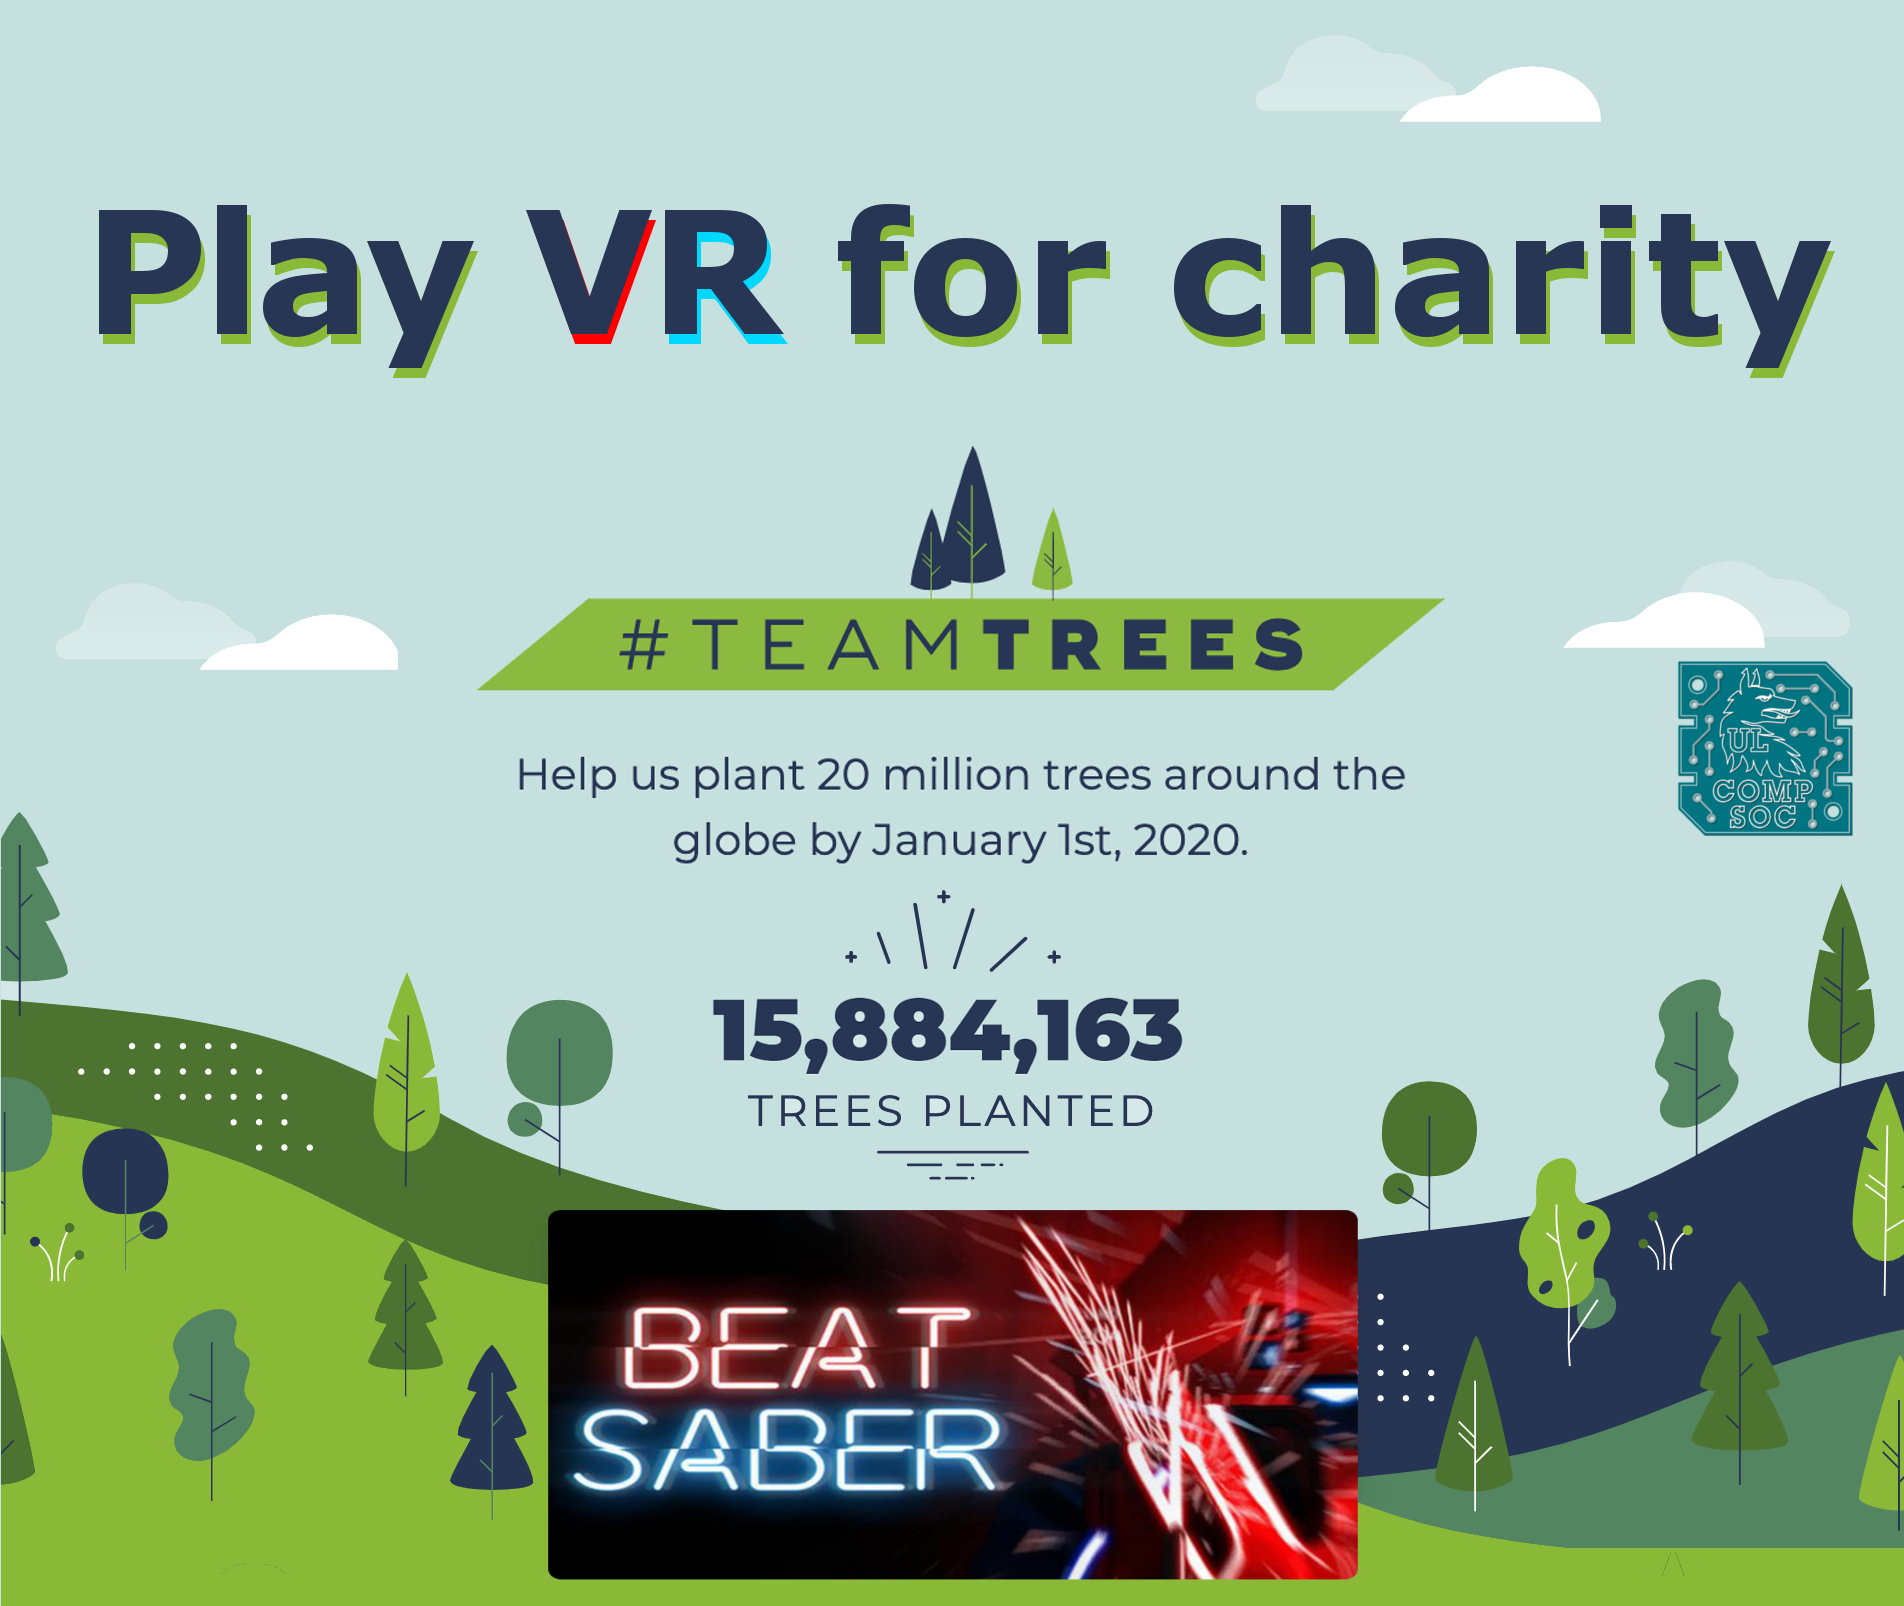 Play VR for charity
#TEAMTREES
Help us plant 20 million trees around the
globe by January 1st, 2020.
UL
COMP
SOC
15,884,163
TREES PLANTED
BEAT
SABER